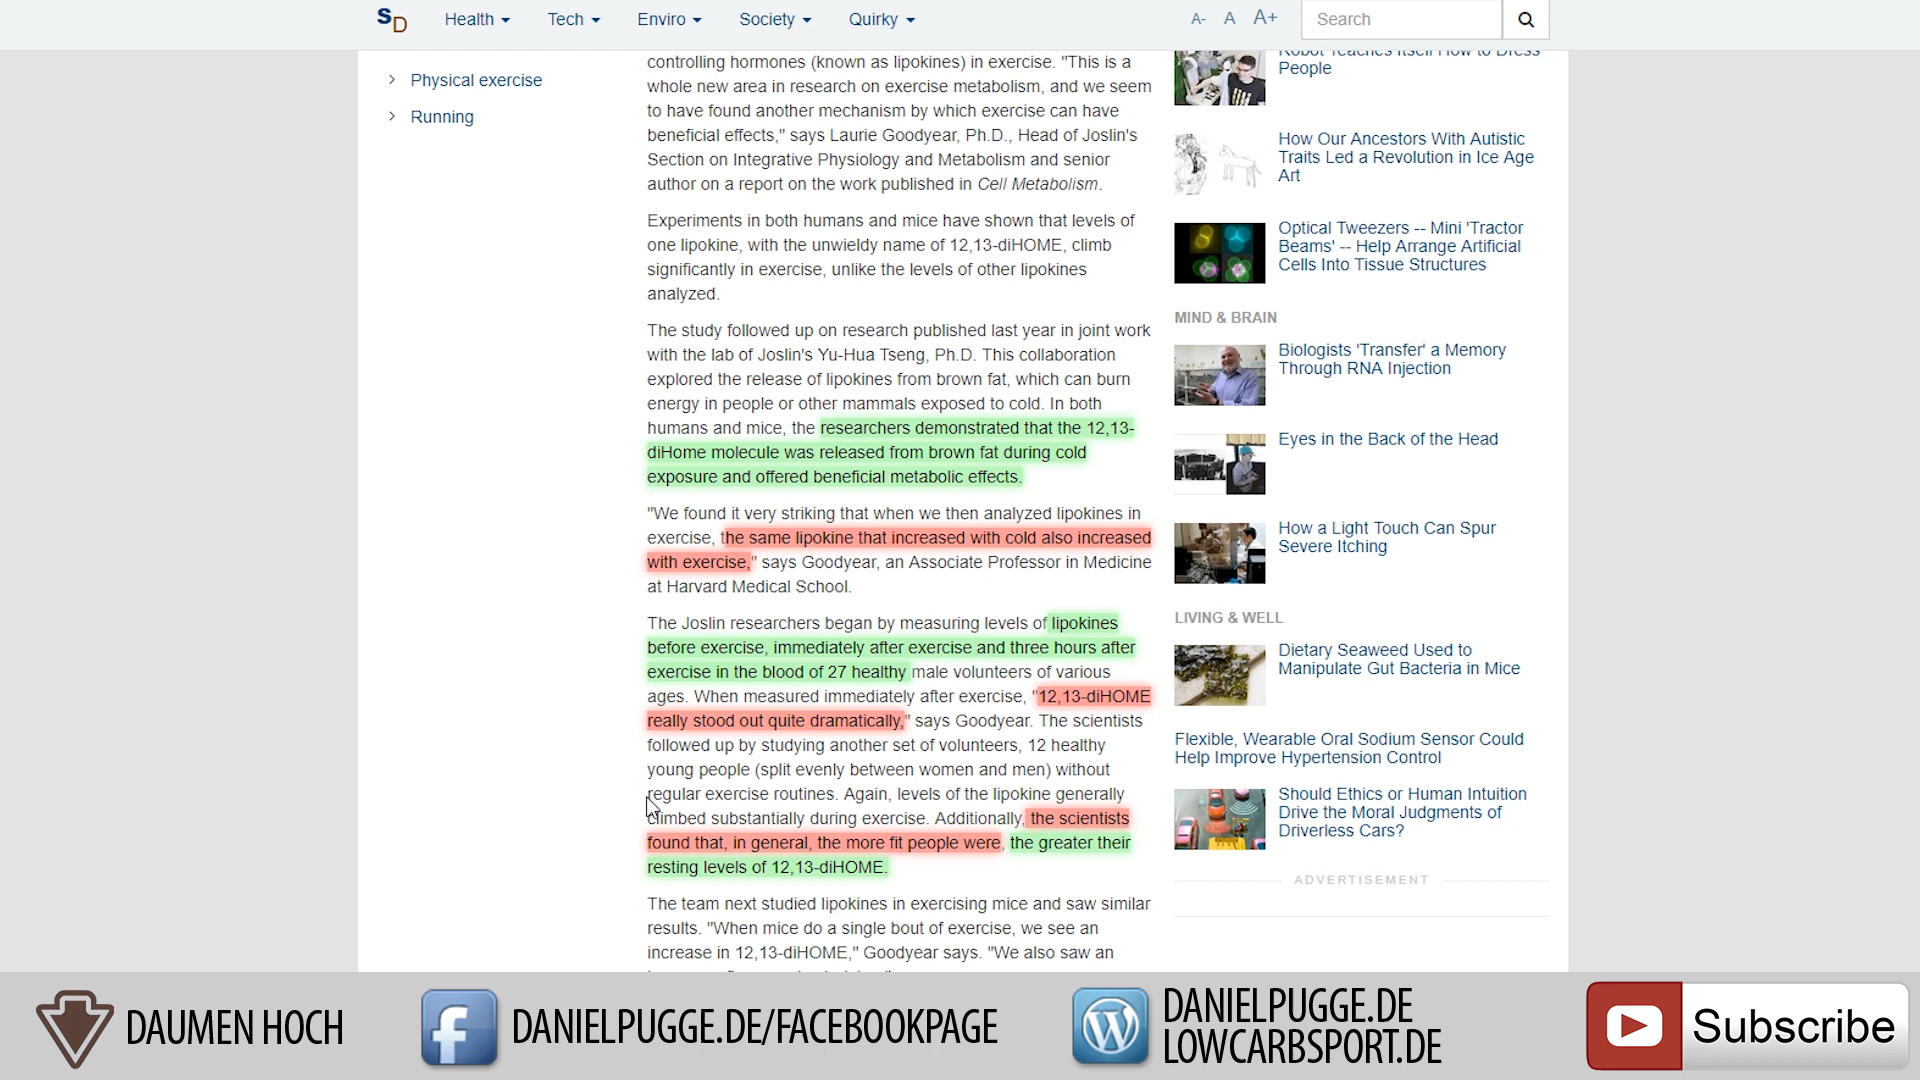 SD
Health
Tech
Enviro
Society
Quirky
A-
A
A+
Search
Physical exercise
Running
controlling hormones (known as lipokines) in exercise. "This is a
whole new area in research on exercise metabolism, and we seem
to have found another mechanism by which exercise can have
beneficial effects," says Laurie Goodyear, Ph.D., Head of Joslin's
Section on Integrative Physiology and Metabolism and senior
author on a report on the work published in Cell Metabolism.
Experiments in both humans and mice have shown that levels of
one lipokine, with the unwieldy name of 12,13-diHOME, climb
significantly in exercise, unlike the levels of other lipokines
analyzed.
The study followed up on research published last year in joint work
with the lab of Joslin's Yu-Hua Tseng, Ph.D. This collaboration
explored the release of lipokines from brown fat, which can burn
energy in people or other mammals exposed to cold. In both
humans and mice, the researchers demonstrated that the 12,13-
diHome molecule was released from brown fat during cold
exposure and offered beneficial metabolic effects.
"We found it very striking that when we then analyzed lipokines in
exercise, the same lipokine that increased with cold also increased
with exercise," says Goodyear, an Associate Professor in Medicine
at Harvard Medical School.
The Joslin researchers began by measuring levels of lipokines
before exercise, immediately after exercise and three hours after
exercise in the blood of 27 healthy male volunteers of various
ages. When measured immediately after exercise, "12,13-diHOME
really stood out quite dramatically," says Goodyear. The scientists
followed up by studying another set of volunteers, 12 healthy
young people (split evenly between women and men) without
regular exercise routines. Again, levels of the lipokine generally
climbed substantially during exercise. Additionally, the scientists
found that, in general, the more fit people were, the greater their
resting levels of 12,13-diHOME.
The team next studied lipokines in exercising mice and saw similar
results. "When mice do a single bout of exercise, we see an
increase in 12,13-diHOME," Goodyear says. "We also saw an
Robot Teaches Itself How to Dress
People
How Our Ancestors With Autistic
Traits Led a Revolution in Ice Age
Art
Optical Tweezers -- Mini 'Tractor
Beams' -- Help Arrange Artificial
Cells Into Tissue Structures
MIND & BRAIN
Biologists 'Transfer' a Memory
Through RNA Injection
Eyes in the Back of the Head
How a Light Touch Can Spur
Severe Itching
LIVING & WELL
Dietary Seaweed Used to
Manipulate Gut Bacteria in Mice
Flexible, Wearable Oral Sodium Sensor Could
Help Improve Hypertension Control
Should Ethics or Human Intuition
Drive the Moral Judgments of
Driverless Cars?
ADVERTISEMENT
DAUMEN HOCH
DANIELPUGGE.DE/FACEBOOKPAGE
DANIELPUGGE.DE
LOWCARBSPORT.DE
Subscribe